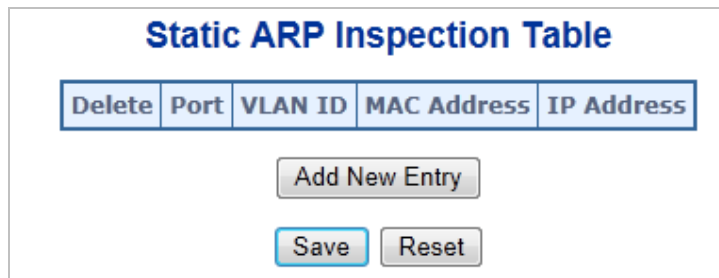 Static ARP Inspection Table
Delete Port VLAN ID MAC Address IP Address
Add New Entry
Save Reset